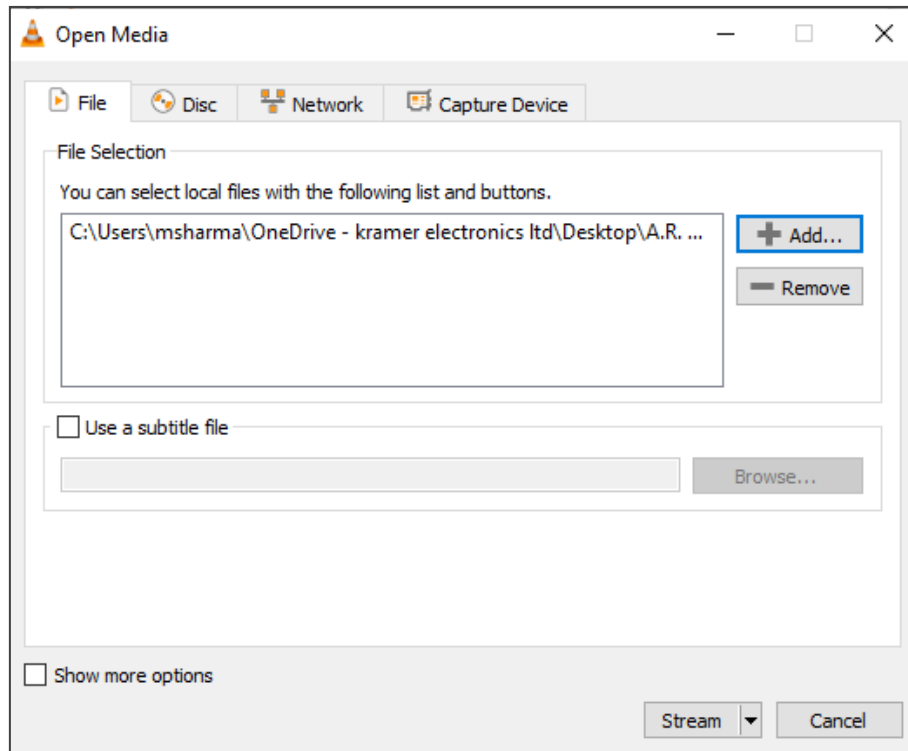 Open Media
File Disc Network Capture Device
File Selection
You can select local files with the following list and buttons.
C:\Users\msharma\OneDrive - kramer electronics ltd\Desktop\A.R. ...
Add...
Remove
Use a subtitle file
Browse...
Show more options
Stream Cancel